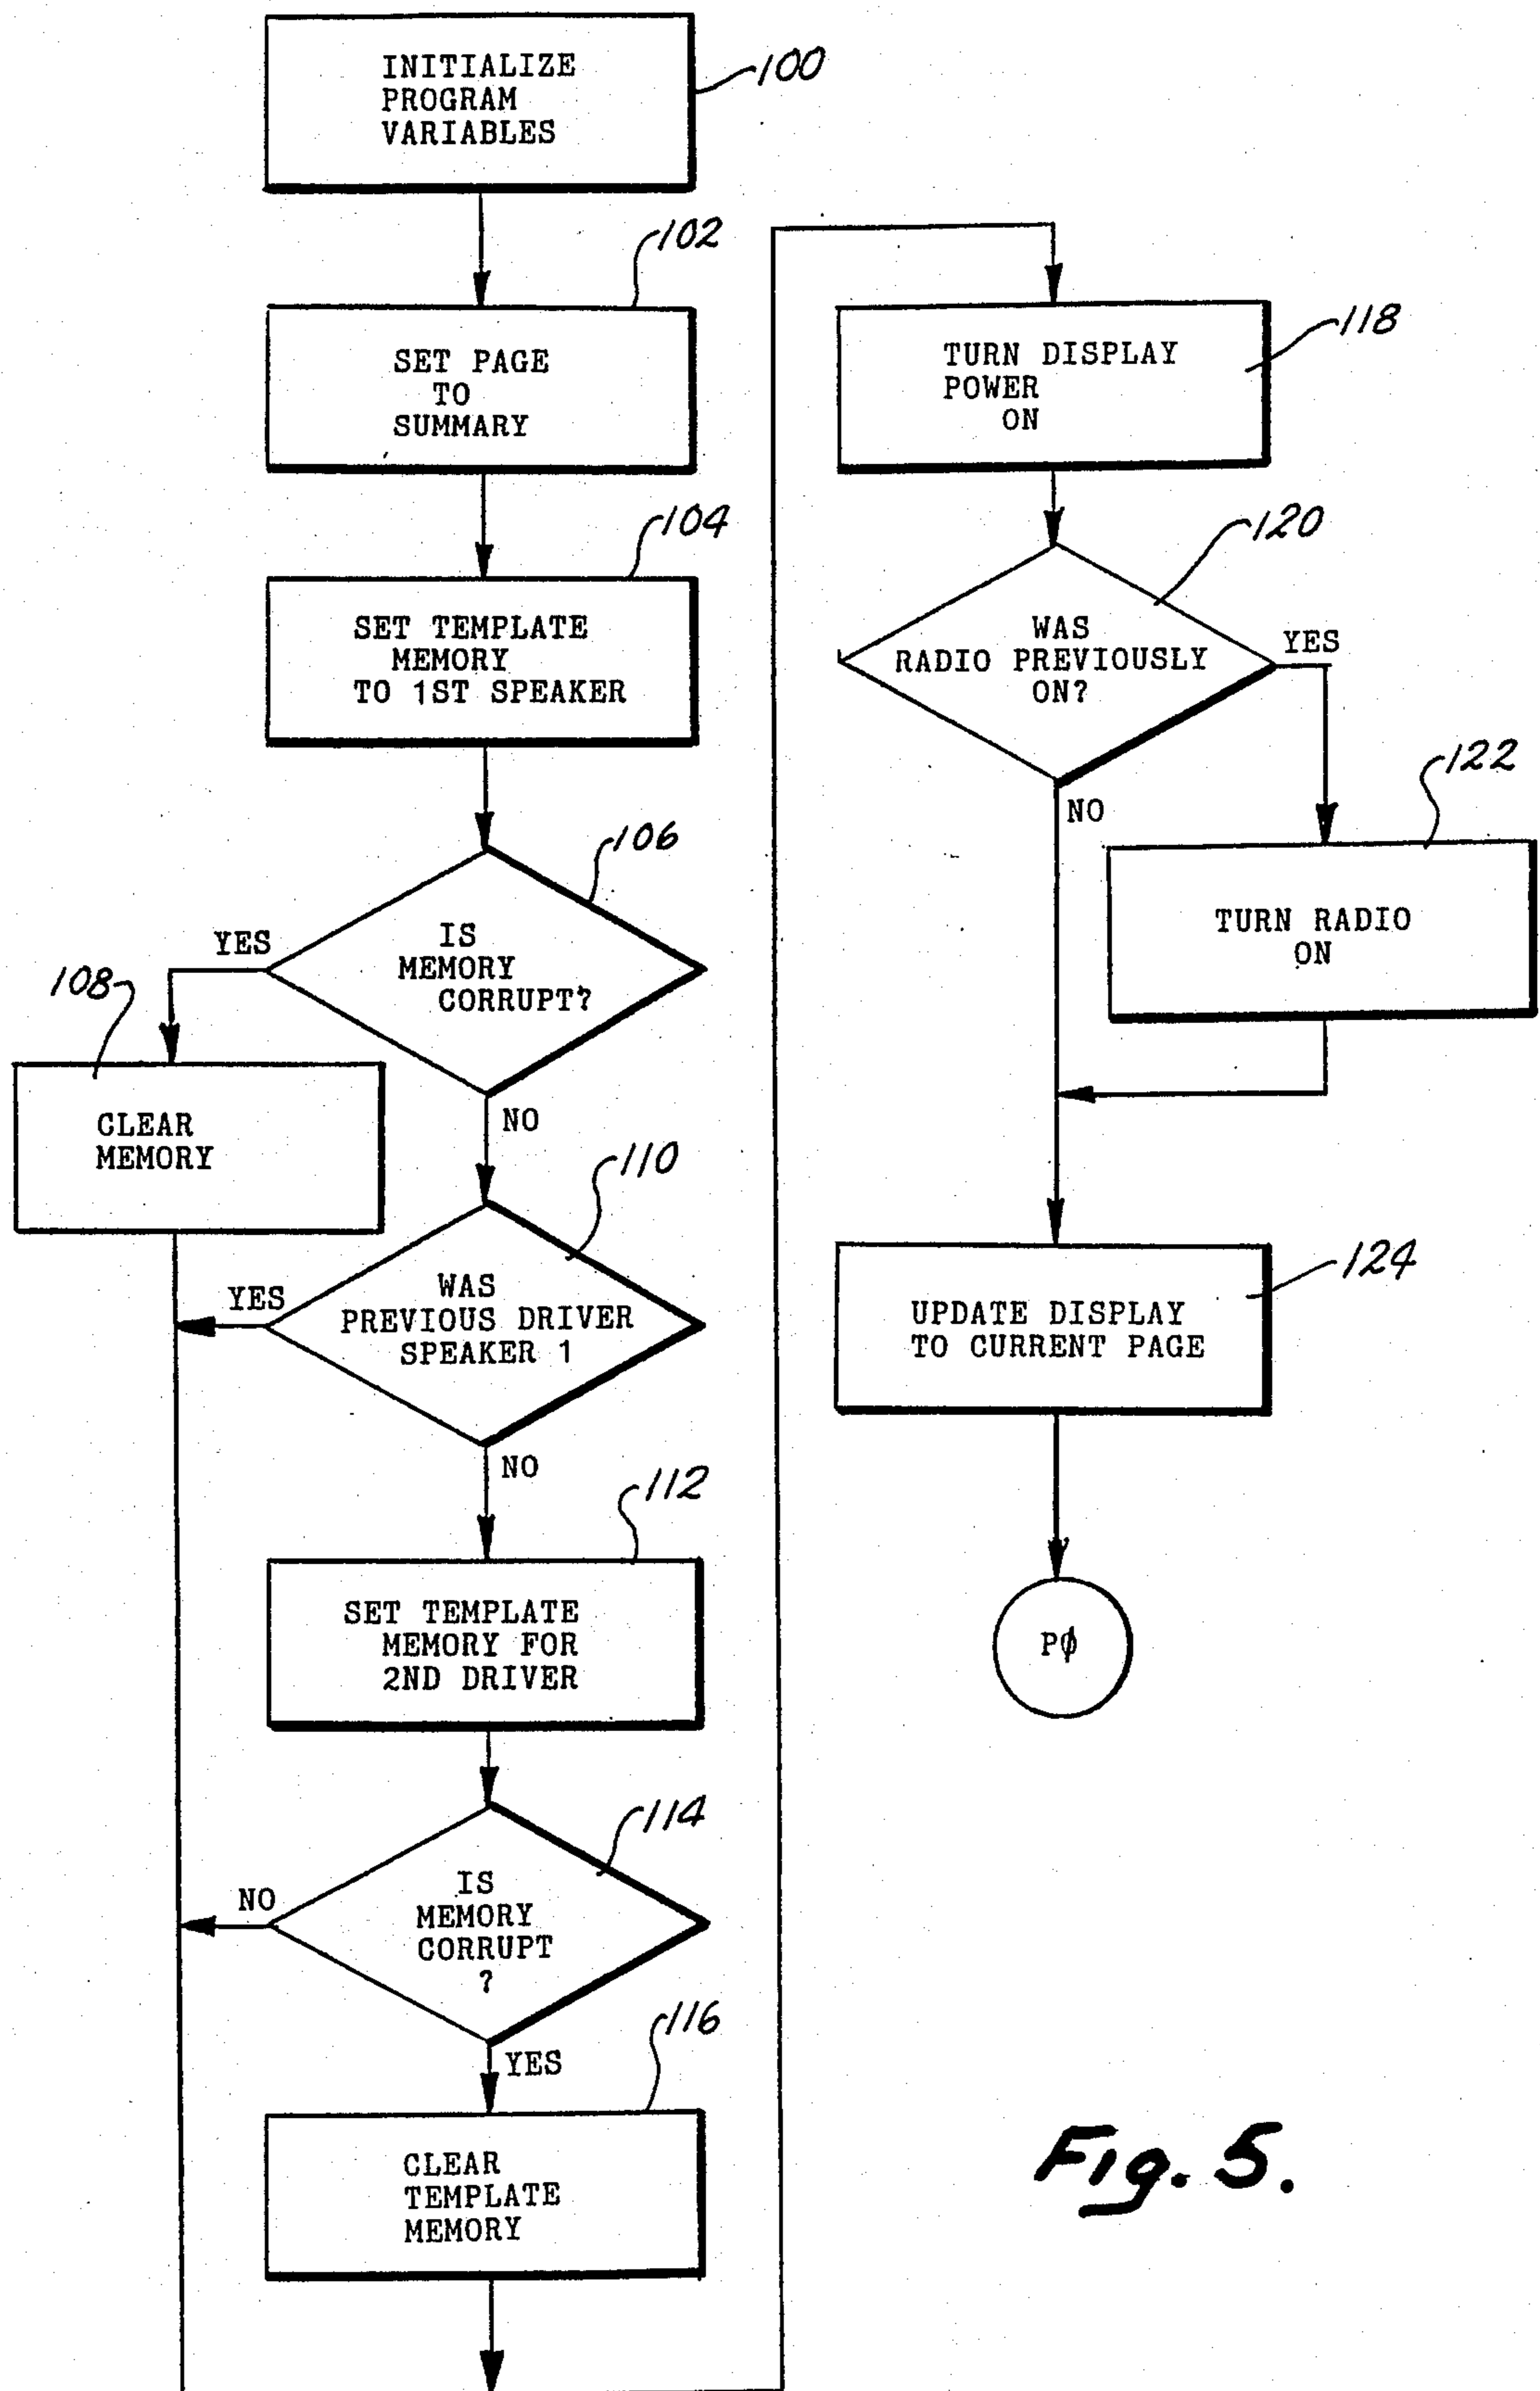 INITIALIZE
PROGRAM
VARIABLES
100
102
SET PAGE
TO
SUMMARY
104
SET TEMPLATE
MEMORY
TO 1ST SPEAKER
106
IS
MEMORY
CORRUPT?
YES
NO
108
CLEAR
MEMORY
110
WAS
PREVIOUS DRIVER
SPEAKER 1
YES
NO
112
SET TEMPLATE
MEMORY FOR
2ND DRIVER
114
IS
MEMORY
CORRUPT
?
NO
YES
116
CLEAR
TEMPLATE
MEMORY
118
TURN DISPLAY
POWER
ON
120
WAS
RADIO PREVIOUSLY
ON?
YES
NO
122
TURN RADIO
ON
124
UPDATE DISPLAY
TO CURRENT PAGE
PØ
Fig. 5.